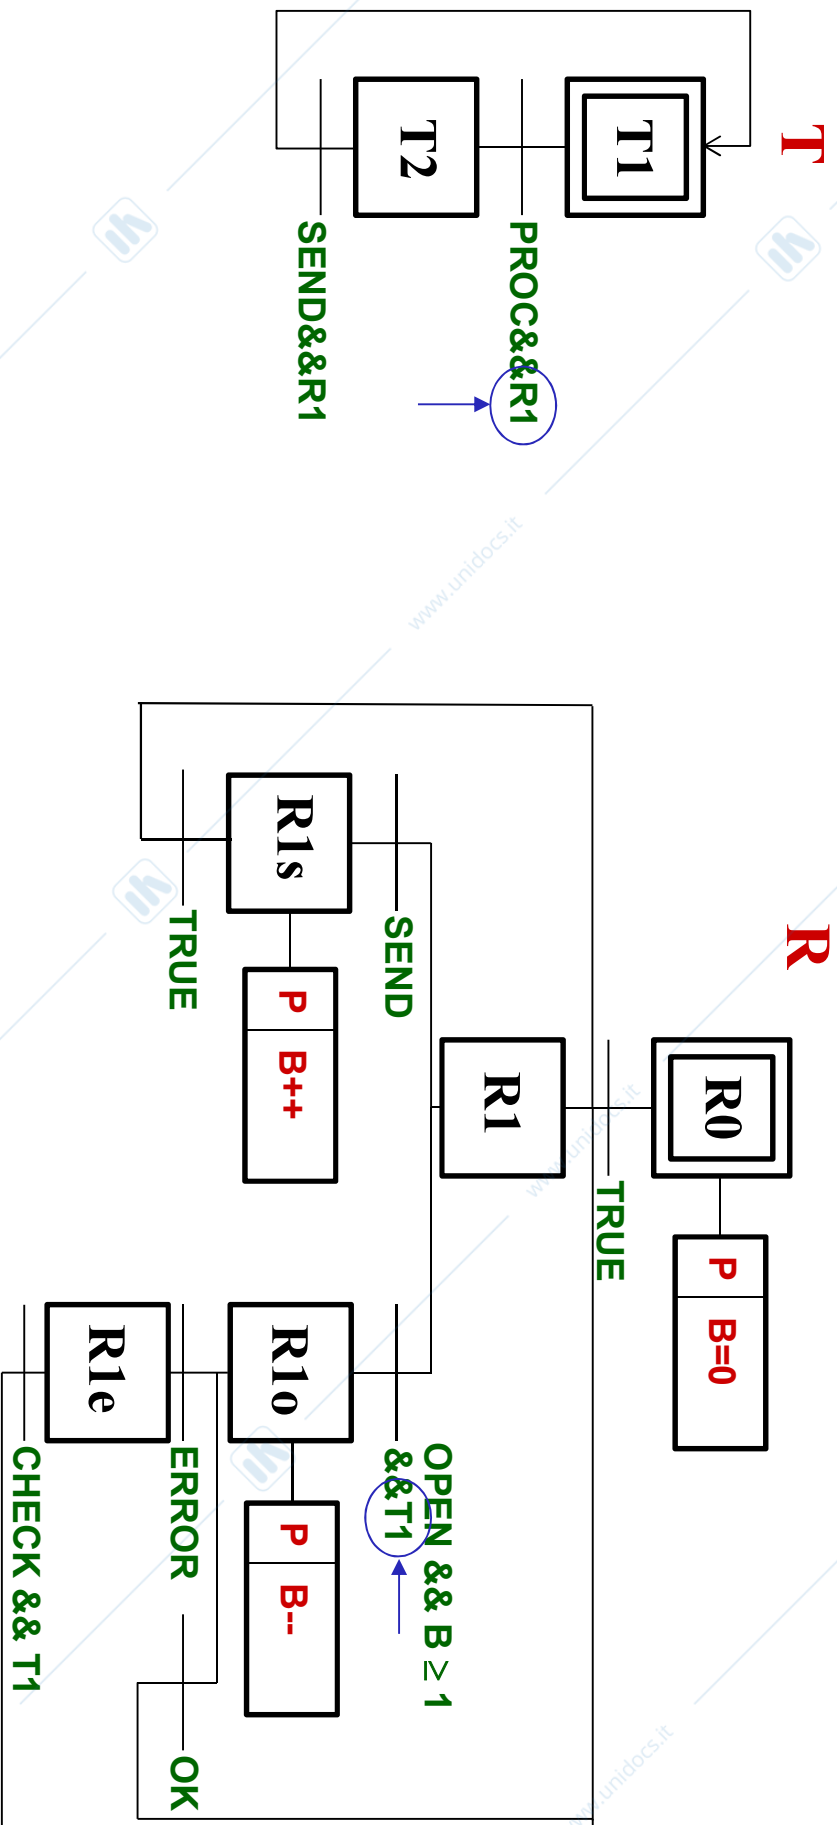 T
T1
PROC&&R1
T2
SEND&&R1
R
R0
P B=0
TRUE
R1
SEND
OPEN && B ≥ 1
&&T1
R1s
P B++
R1o
P B--
TRUE
ERROR
OK
R1e
CHECK && T1
www.unidocs.it
www.unidocs.it
www.unidocs.it